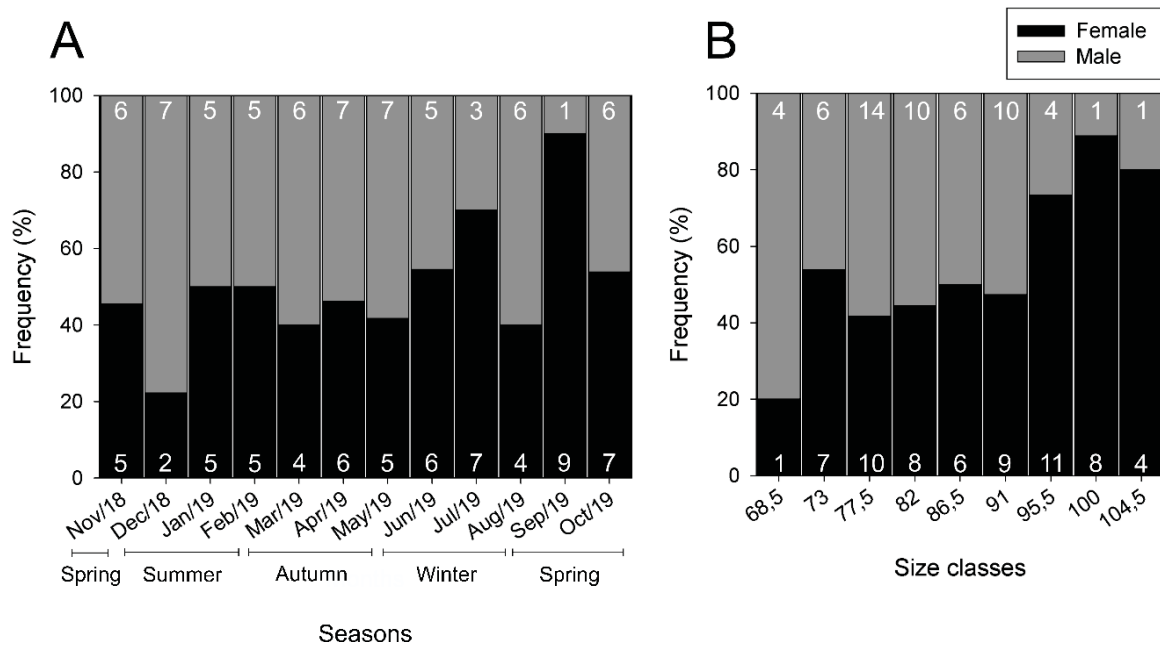 A
Frequency (%)
100
80
60
40
20
0
6 7 5 5 6 7 7 5 3 6 1 6
5 2 5 5 4 6 5 6 7 4 9 7
Nov/18 Dec/18 Jan/19 Feb/19 Mar/19 Apr/19 May/19 Jun/19 Jul/19 Aug/19 Sep/19 Oct/19
Spring Summer Autumn Winter Spring
Seasons
B
Female
Male
Frequency (%)
100
80
60
40
20
0
4 6 14 10 6 10 4 1 1
1 7 10 8 6 9 11 8 4
68,5 73 77,5 82 86,5 91 95,5 100 104,5
Size classes